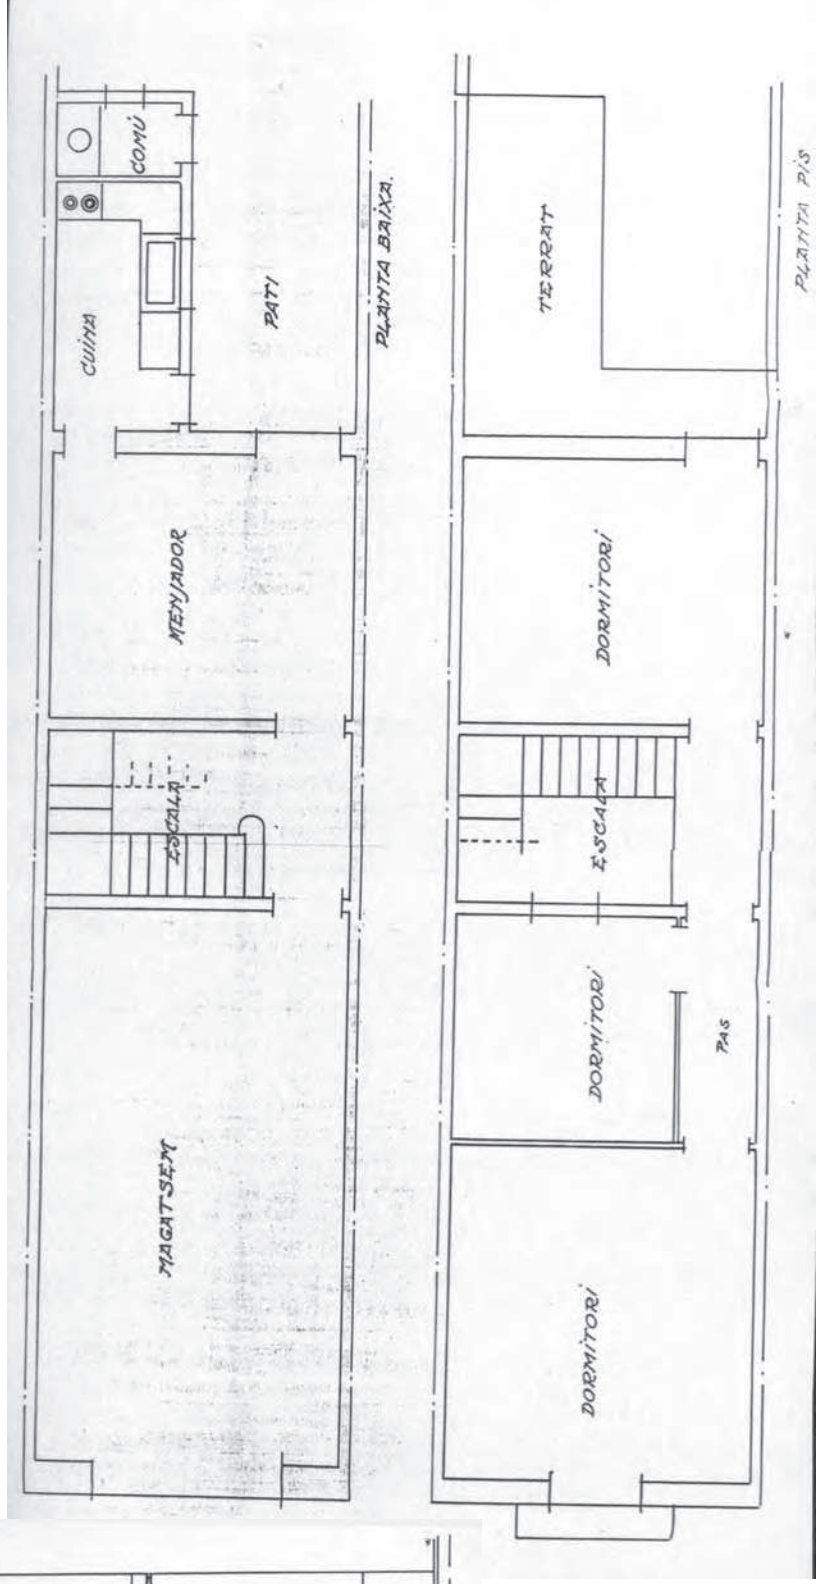 COMÚ
CUINA
PATI
PLANTA BAIXA.
MENJADOR
ESCALA
MAGATSEM
TERRAT
PLANTA PIS
DORMITORI
ESCALA
DORMITORI
PAS
DORMITORI